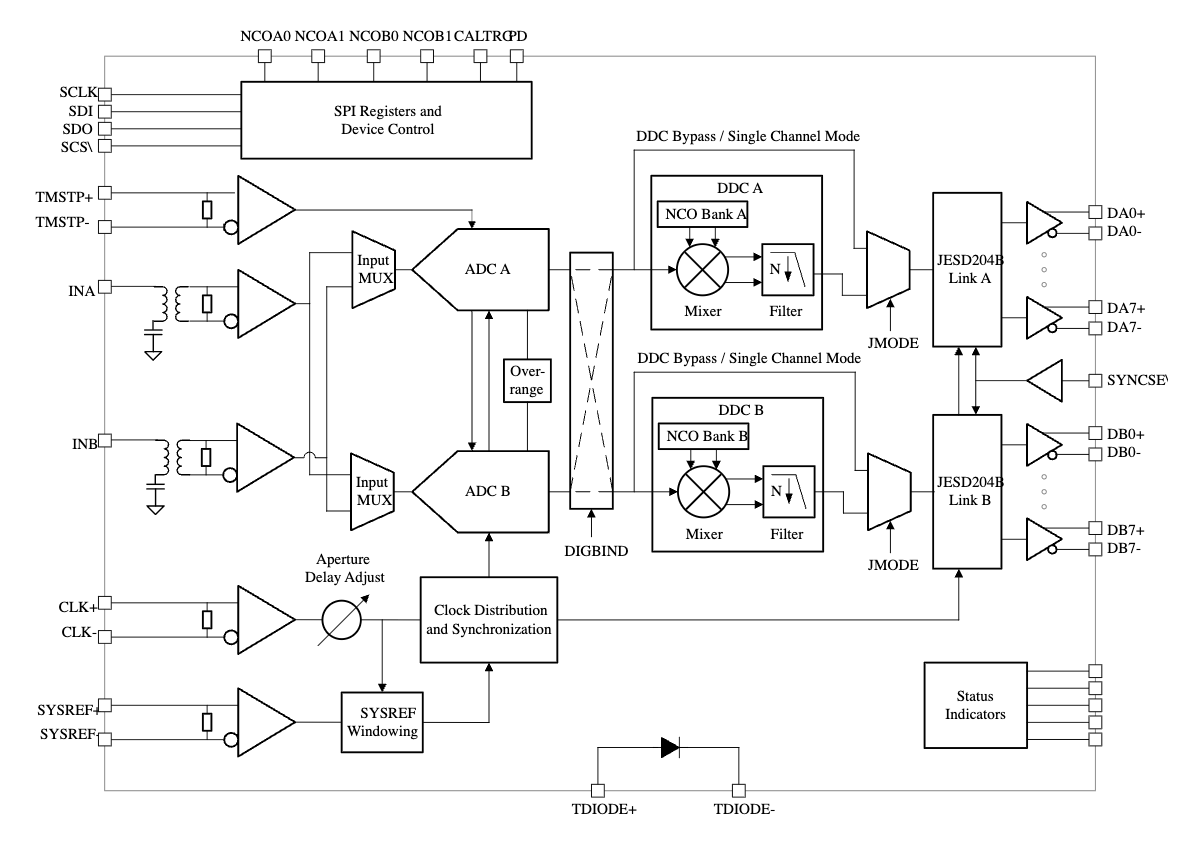 NCOA0 NCOA1 NCOB0 NCOB1 CALTRG PD
SCLK
SDI
SDO
SCS\
SPI Registers and
Device Control
TMSTP+
TMSTP-
INA
INB
Input
MUX
Input
MUX
ADC A
ADC B
Over-
range
DIGBIND
DDC Bypass / Single Channel Mode
DDC A
NCO Bank A
N
Mixer
Filter
JMODE
DDC Bypass / Single Channel Mode
DDC B
NCO Bank B
N
Mixer
Filter
JMODE
JESD204B
Link A
JESD204B
Link B
DA0+
DA0-
DA7+
DA7-
SYNCSE\
DB0+
DB0-
DB7+
DB7-
Aperture
Delay Adjust
CLK+
CLK-
Clock Distribution
and Synchronization
SYSREF+
SYSREF-
SYSREF
Windowing
Status
Indicators
TDIODE+
TDIODE-